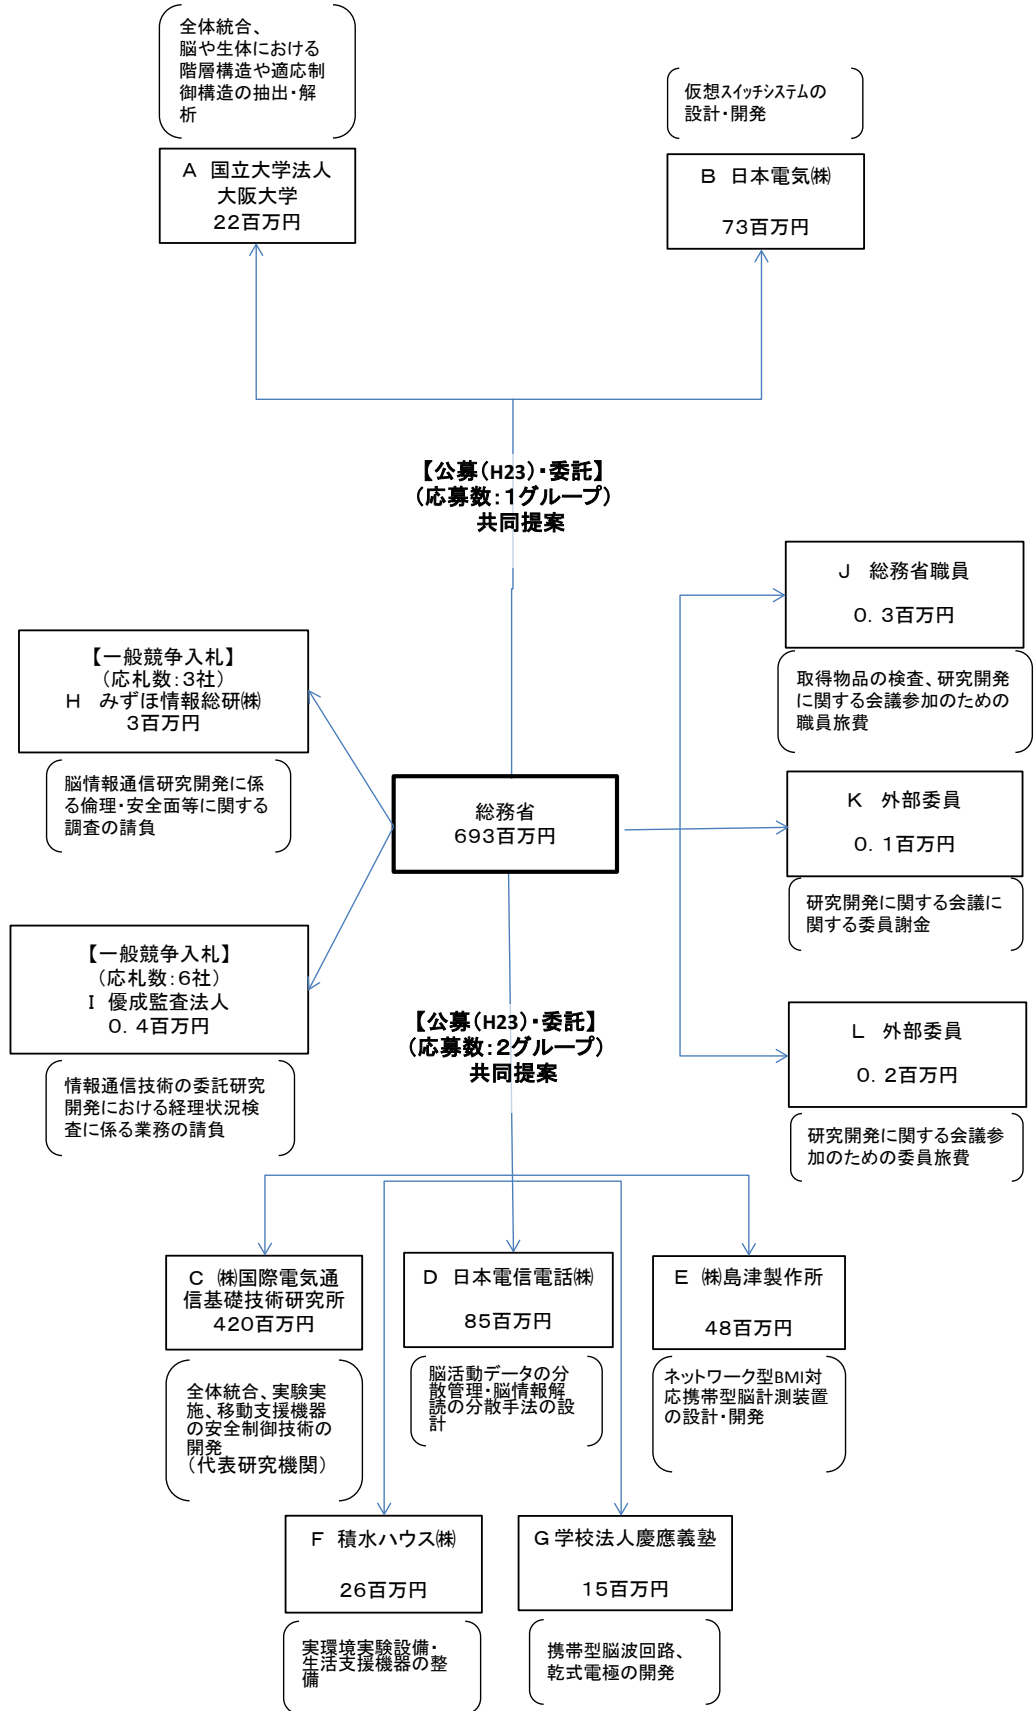 全体統合、
脳や生体における
階層構造や適応制
御構造の抽出・解
析
A 国立大学法人
大阪大学
22百万円
仮想スイッチシステムの
設計・開発
B 日本電気㈱
73百万円
【公募(H23)・委託】
(応募数:1グループ)
共同提案
【一般競争入札】
(応札数:3社)
H みずほ情報総研㈱
3百万円
脳情報通信研究開発に係
る倫理・安全面等に関する
調査の請負
【一般競争入札】
(応札数:6社)
I 優成監査法人
0.4百万円
情報通信技術の委託研究
開発における経理状況検
査に係る業務の請負
総務省
693百万円
J 総務省職員
0.3百万円
取得物品の検査、研究開発
に関する会議参加のための
職員旅費
K 外部委員
0.1百万円
研究開発に関する会議に
関する委員謝金
L 外部委員
0.2百万円
研究開発に関する会議参
加のための委員旅費
【公募(H23)・委託】
(応募数:2グループ)
共同提案
C ㈱国際電気通
信基礎技術研究所
420百万円
全体統合、実験実
施、移動支援機器
の安全制御技術の
開発
(代表研究機関)
D 日本電信電話㈱
85百万円
脳活動データの分
散管理・脳情報解
読の分散手法の設
計
E ㈱島津製作所
48百万円
ネットワーク型BMI対
応携帯型脳計測装置
の設計・開発
F 積水ハウス㈱
26百万円
実環境実験設備・
生活支援機器の整
備
G 学校法人慶應義塾
15百万円
携帯型脳波回路、
乾式電極の開発